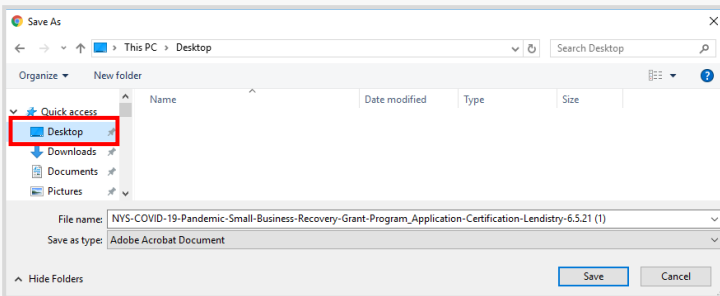 Save As
This PC > Desktop
Search Desktop
Organize
New folder
Name
Date modified
Type
Size
Quick access
Desktop
Downloads
Documents
Pictures
File name: NYS-COVID-19-Pandemic-Small-Business-Recovery-Grant-Program_Application-Certification-Lendistry-6.5.21 (1)
Save as type: Adobe Acrobat Document
Hide Folders
Save
Cancel